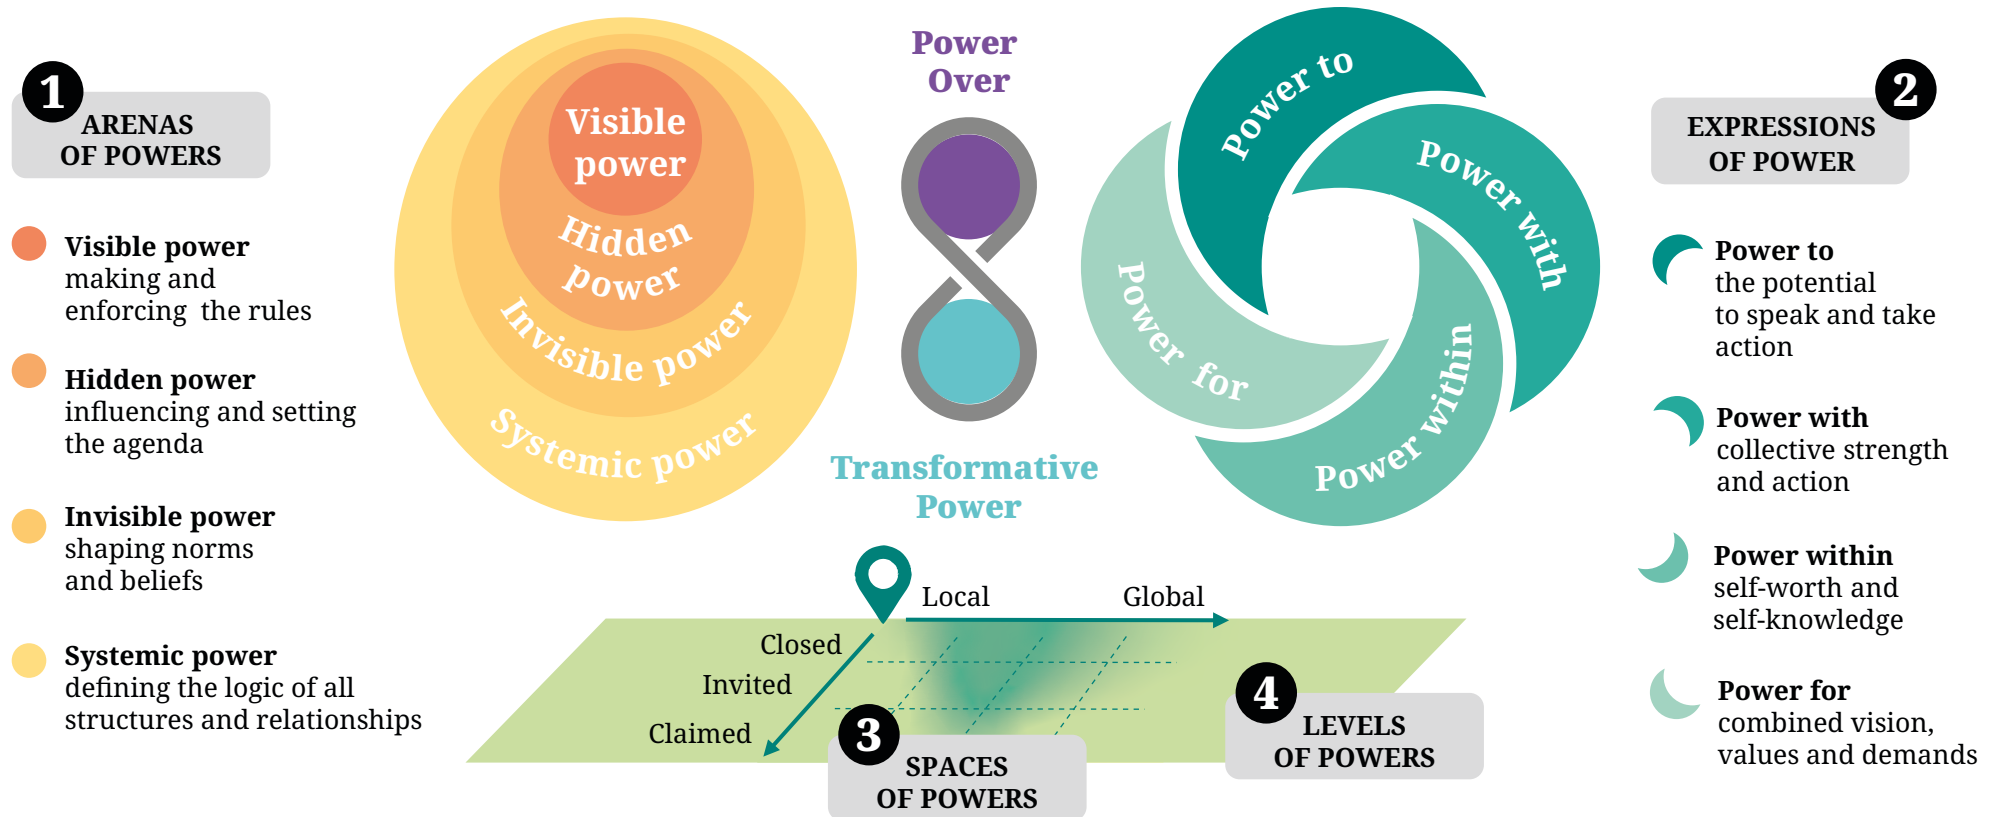 1
ARENAS
OF POWERS
Visible power
making and
enforcing the rules
Hidden power
influencing and setting
the agenda
Invisible power
shaping norms
and beliefs
Systemic power
defining the logic of all
structures and relationships
Visible
power
Hidden
power
Invisible power
Systemic power
Power
Over
Transformative
Power
Power to
Power with
Power within
Power for
2
EXPRESSIONS
OF POWER
Power to
the potential
to speak and take
action
Power with
collective strength
and action
Power within
self-worth and
self-knowledge
Power for
combined vision,
values and demands
Local
Global
Closed
Invited
Claimed
3
SPACES
OF POWERS
4
LEVELS
OF POWERS